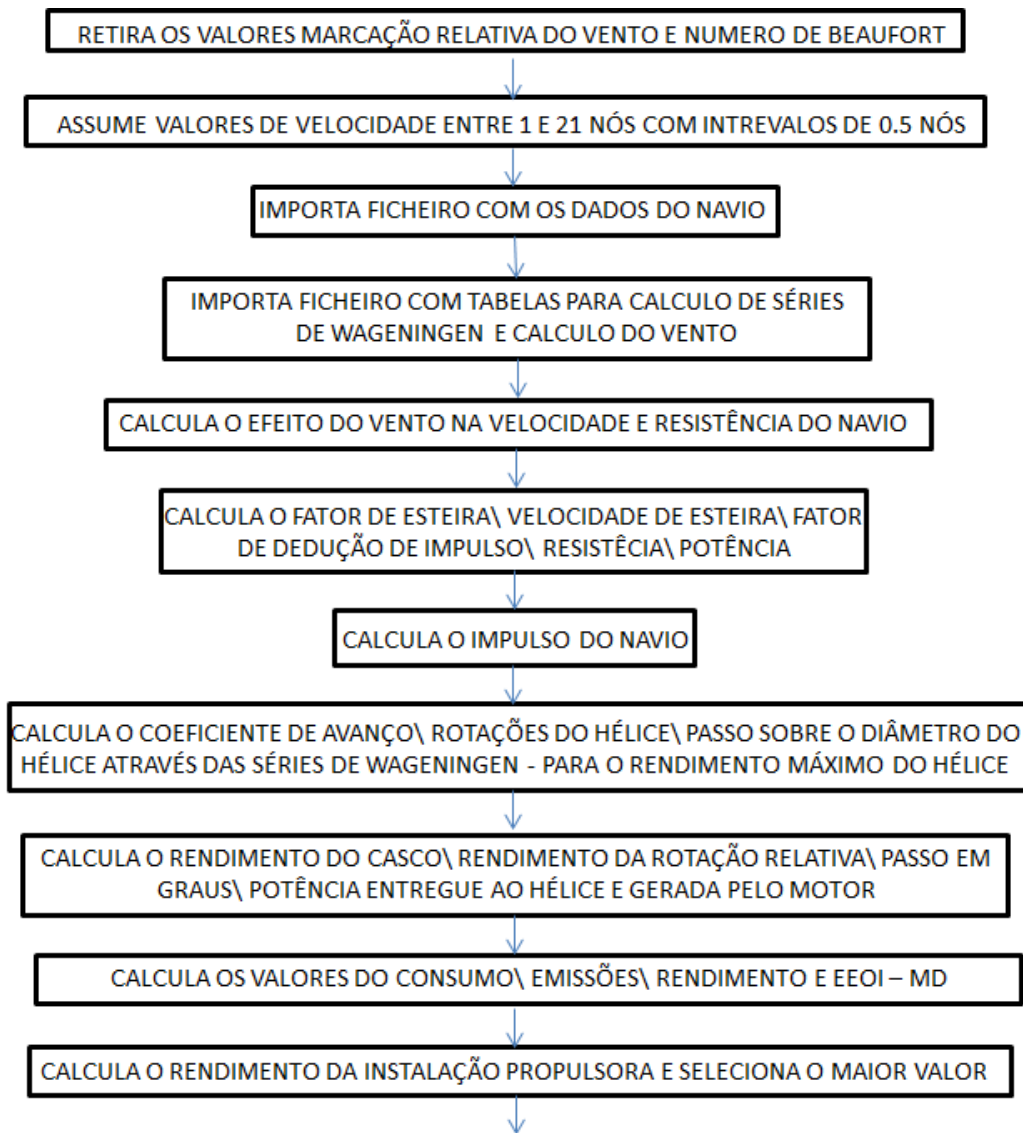 RETIRA OS VALORES MARCAÇÃO RELATIVA DO VENTO E NUMERO DE BEAUFORT
ASSUME VALORES DE VELOCIDADE ENTRE 1 E 21 NÓS COM INTREVALOS DE 0.5 NÓS
IMPORTA FICHEIRO COM OS DADOS DO NAVIO
IMPORTA FICHEIRO COM TABELAS PARA CALCULO DE SÉRIES
DE WAGENINGEN E CALCULO DO VENTO
CALCULA O EFEITO DO VENTO NA VELOCIDADE E RESISTÊNCIA DO NAVIO
CALCULA O FATOR DE ESTEIRA\ VELOCIDADE DE ESTEIRA\ FATOR
DE DEDUÇÃO DE IMPULSO\ RESISTÊCIA\ POTÊNCIA
CALCULA O IMPULSO DO NAVIO
CALCULA O COEFICIENTE DE AVANÇO\ ROTAÇÕES DO HÉLICE\ PASSO SOBRE O DIÂMETRO DO
HÉLICE ATRAVÉS DAS SÉRIES DE WAGENINGEN - PARA O RENDIMENTO MÁXIMO DO HÉLICE
CALCULA O RENDIMENTO DO CASCO\ RENDIMENTO DA ROTAÇÃO RELATIVA\ PASSO EM
GRAUS\ POTÊNCIA ENTREGUE AO HÉLICE E GERADA PELO MOTOR
CALCULA OS VALORES DO CONSUMO\ EMISSÕES\ RENDIMENTO E EEOI – MD
CALCULA O RENDIMENTO DA INSTALAÇÃO PROPULSORA E SELECIONA O MAIOR VALOR